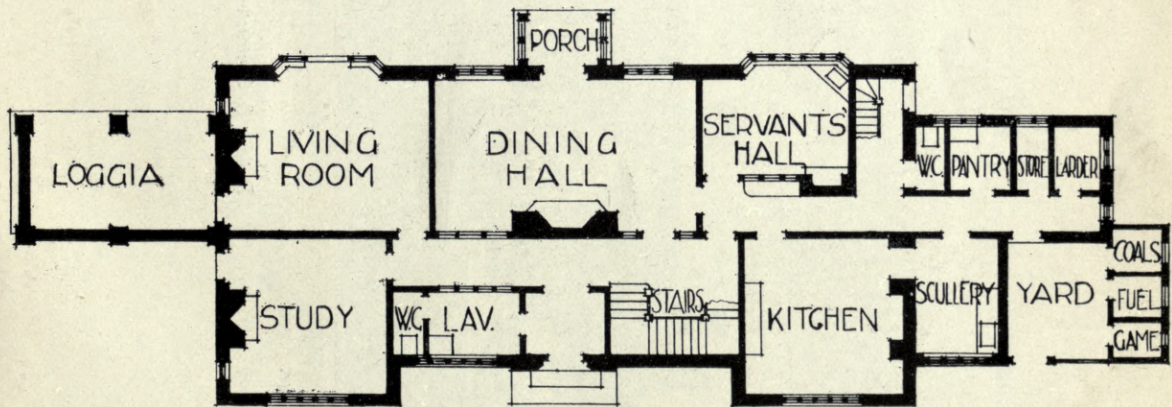 PORCH
LOGGIA
LIVING
ROOM
DINING
HALL
SERVANTS'
HALL
W.C.
PANTRY
STORE
LARDER
STUDY
W.C.
LAV.
STAIRS
KITCHEN
SCULLERY
YARD
COALS
FUEL
GAME